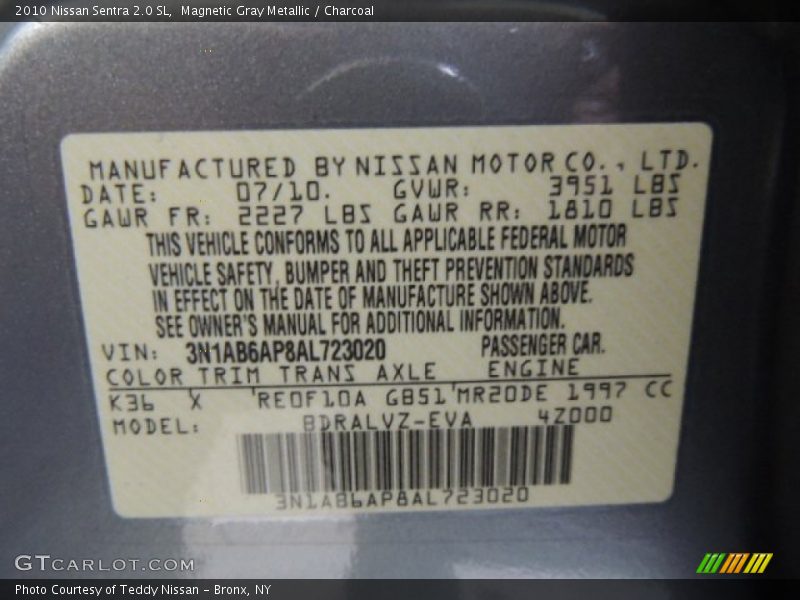 2010 Nissan Sentra 2.0 SL,  Magnetic Gray Metallic / Charcoal
MANUFACTURED BY NISSAN MOTOR CO., LTD.
DATE: 07/10. GVWR: 3951 LBS
GAWR FR: 2227 LBS GAWR RR: 1810 LBS
THIS VEHICLE CONFORMS TO ALL APPLICABLE FEDERAL MOTOR
VEHICLE SAFETY, BUMPER AND THEFT PREVENTION STANDARDS
IN EFFECT ON THE DATE OF MANUFACTURE SHOWN ABOVE.
SEE OWNER'S MANUAL FOR ADDITIONAL INFORMATION.
VIN: 3N1AB6AP8AL723020 PASSENGER CAR.
COLOR TRIM TRANS AXLE ENGINE
K36 X RE0F10A GB51 MR20DE 1997 CC
MODEL: BDRALVZ-EVA 4Z000
3N1AB6AP8AL723020
GTCARLOT.COM
Photo Courtesy of Teddy Nissan - Bronx, NY